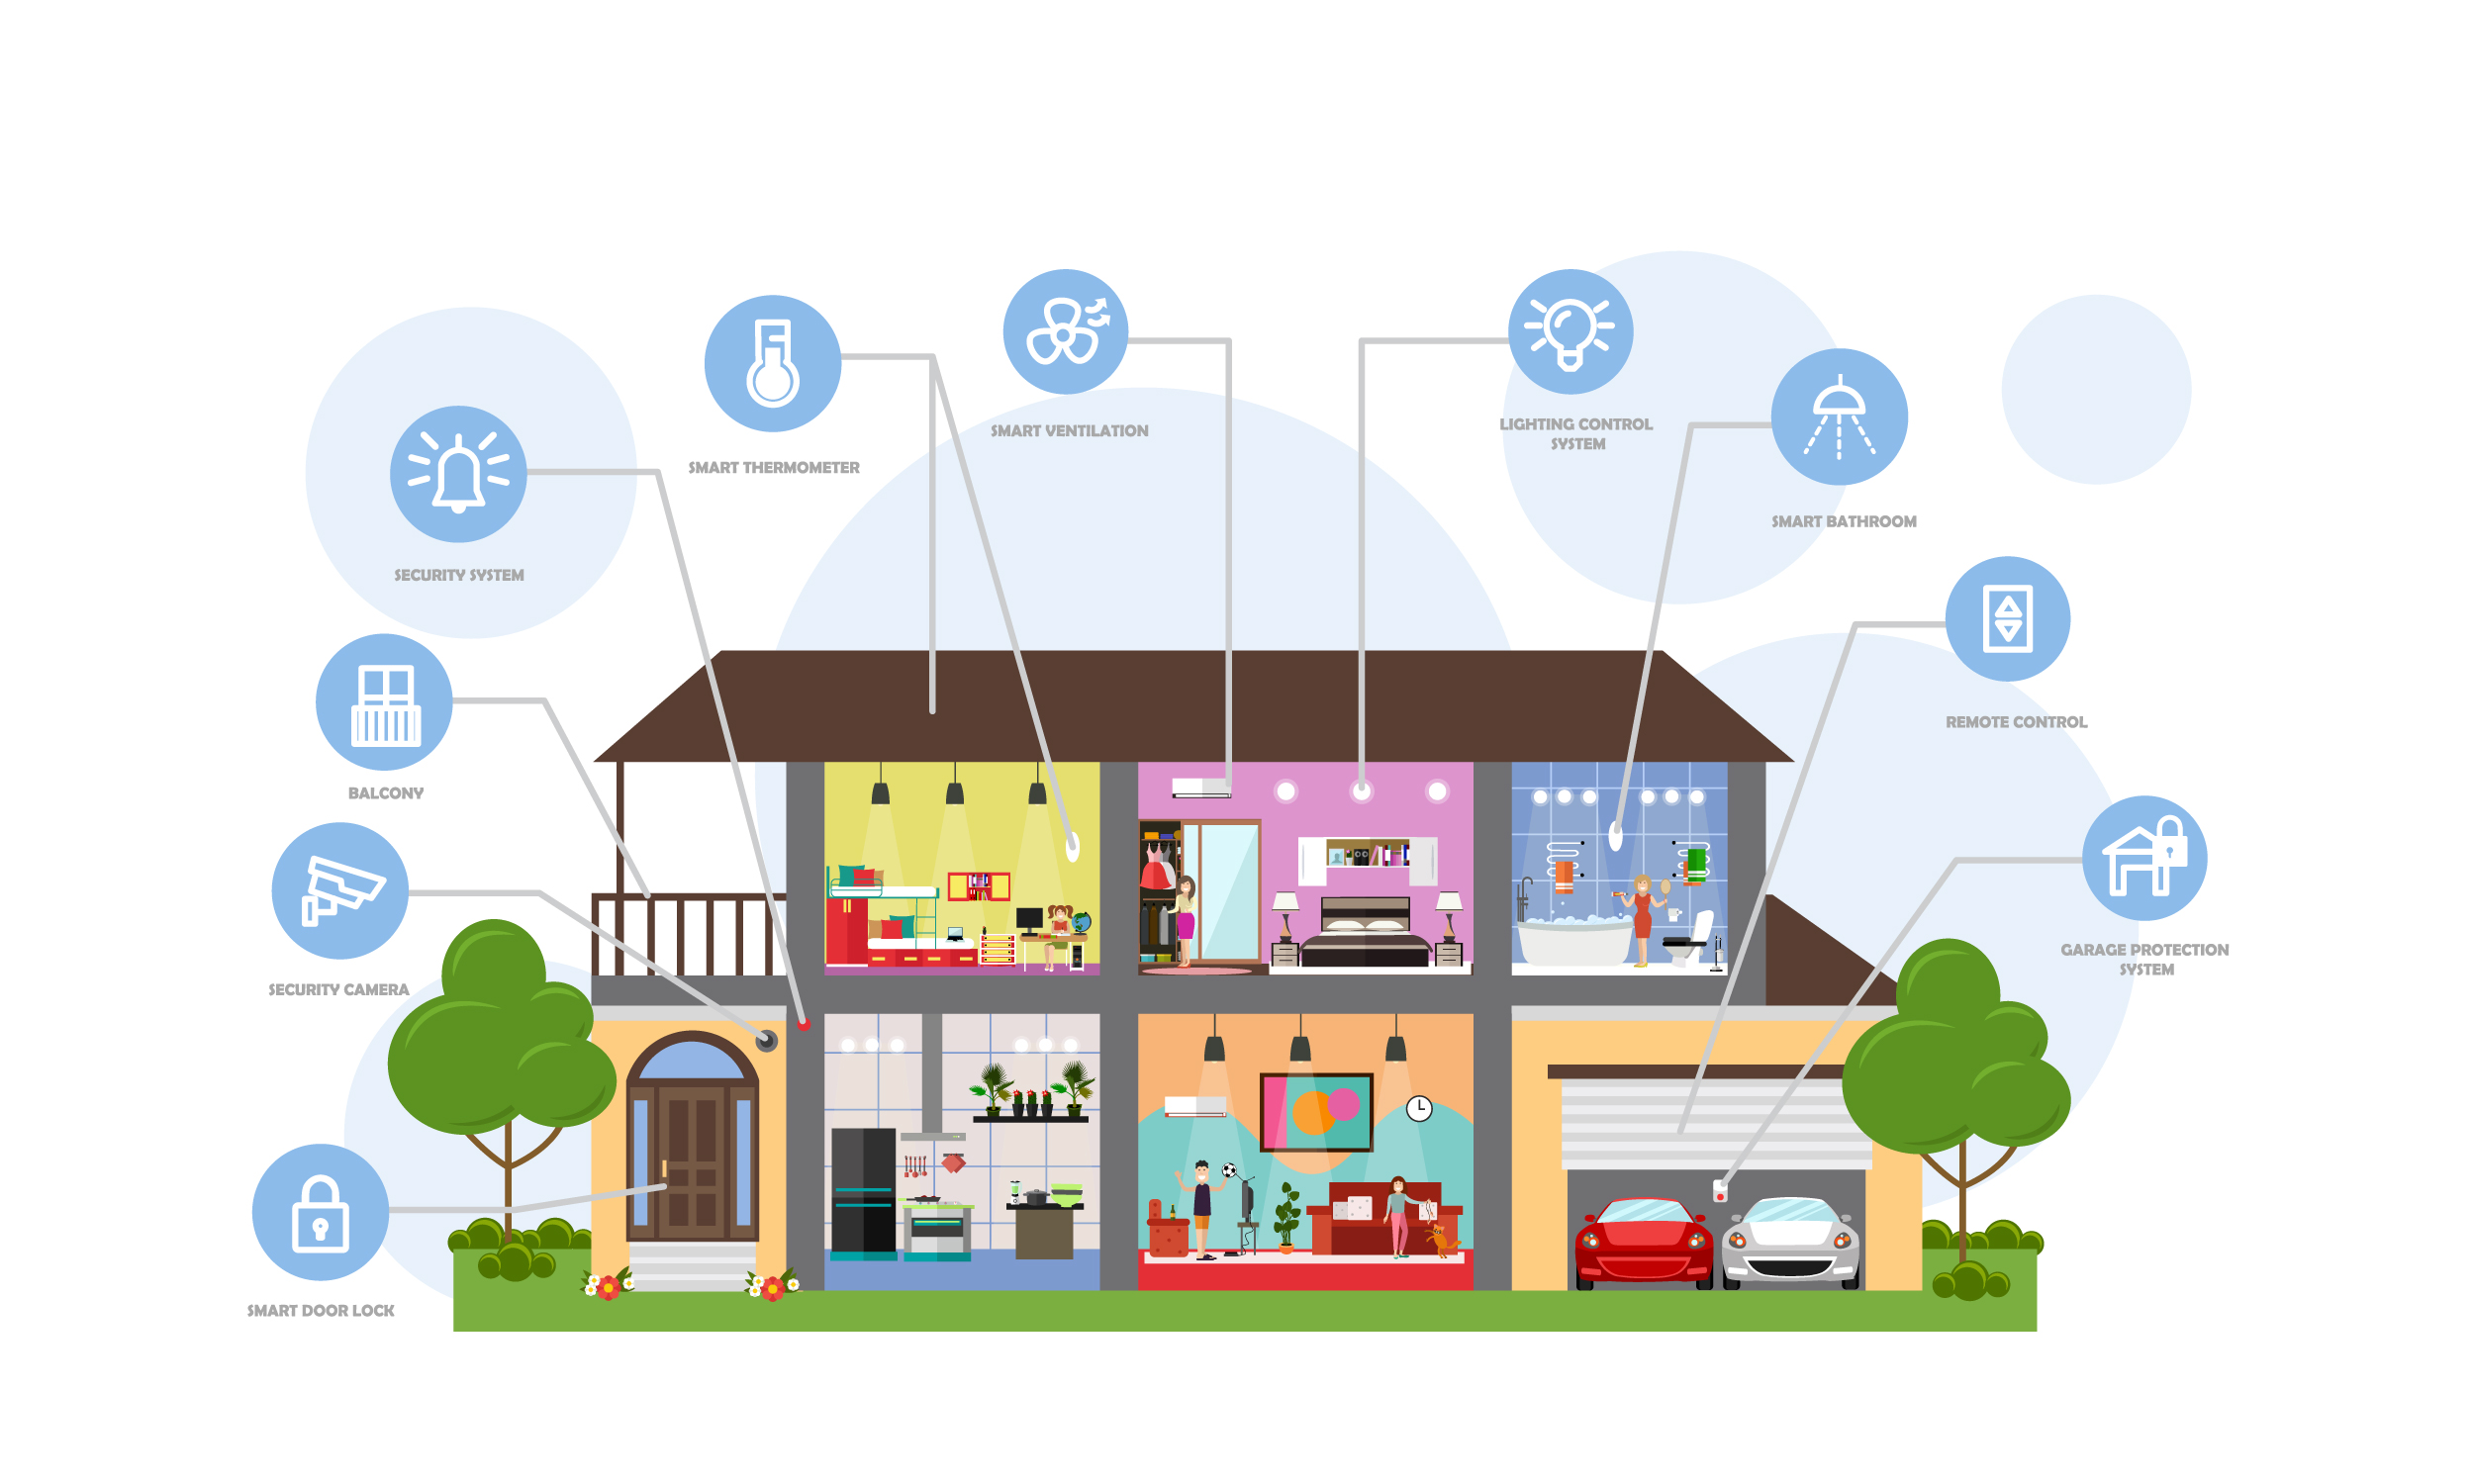 SMART VENTILATION
LIGHTING CONTROL
SYSTEM
SMART THERMOMETER
SMART BATHROOM
SECURITY SYSTEM
REMOTE CONTROL
BALCONY
GARAGE PROTECTION
SYSTEM
SECURITY CAMERA
SMART DOOR LOCK